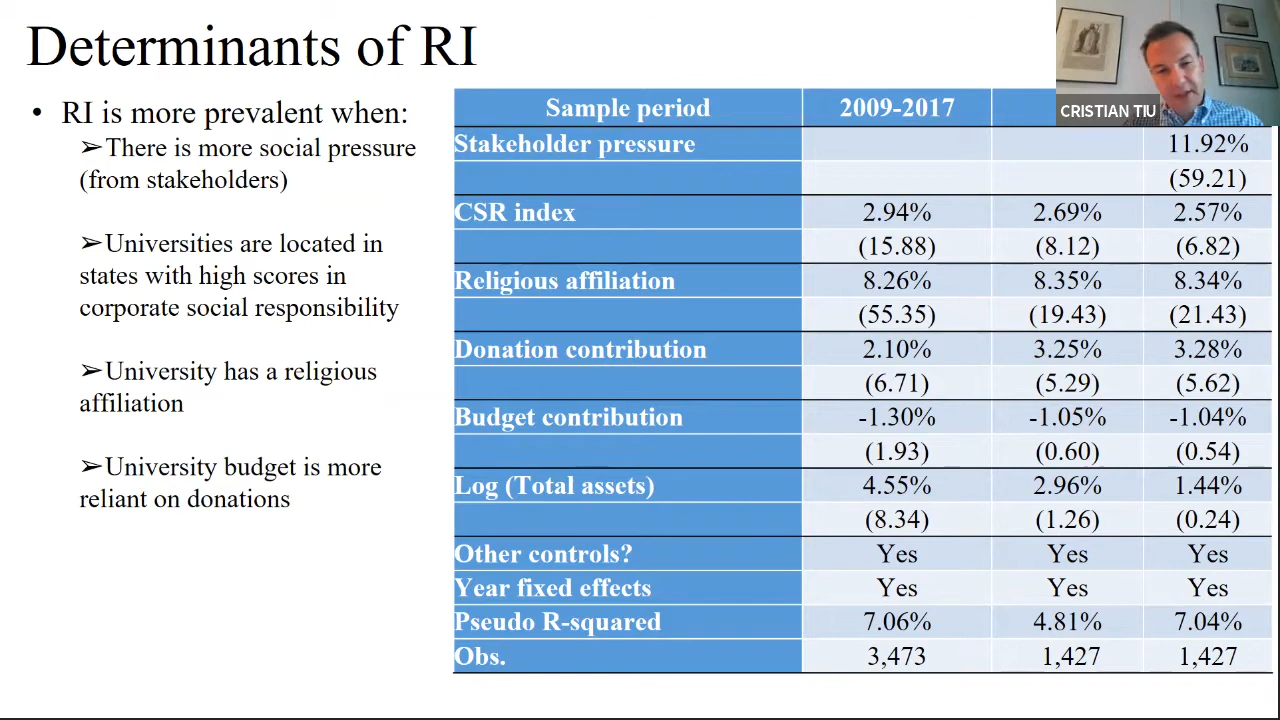 Determinants of RI
• RI is more prevalent when:
➢There is more social pressure
(from stakeholders)
➢Universities are located in
states with high scores in
corporate social responsibility
➢University has a religious
affiliation
➢University budget is more
reliant on donations
Sample period 2009-2017
Stakeholder pressure 11.92%
(59.21)
CSR index 2.94% 2.69% 2.57%
(15.88) (8.12) (6.82)
Religious affiliation 8.26% 8.35% 8.34%
(55.35) (19.43) (21.43)
Donation contribution 2.10% 3.25% 3.28%
(6.71) (5.29) (5.62)
Budget contribution -1.30% -1.05% -1.04%
(1.93) (0.60) (0.54)
Log (Total assets) 4.55% 2.96% 1.44%
(8.34) (1.26) (0.24)
Other controls? Yes Yes Yes
Year fixed effects Yes Yes Yes
Pseudo R-squared 7.06% 4.81% 7.04%
Obs. 3,473 1,427 1,427
CRISTIAN TIU